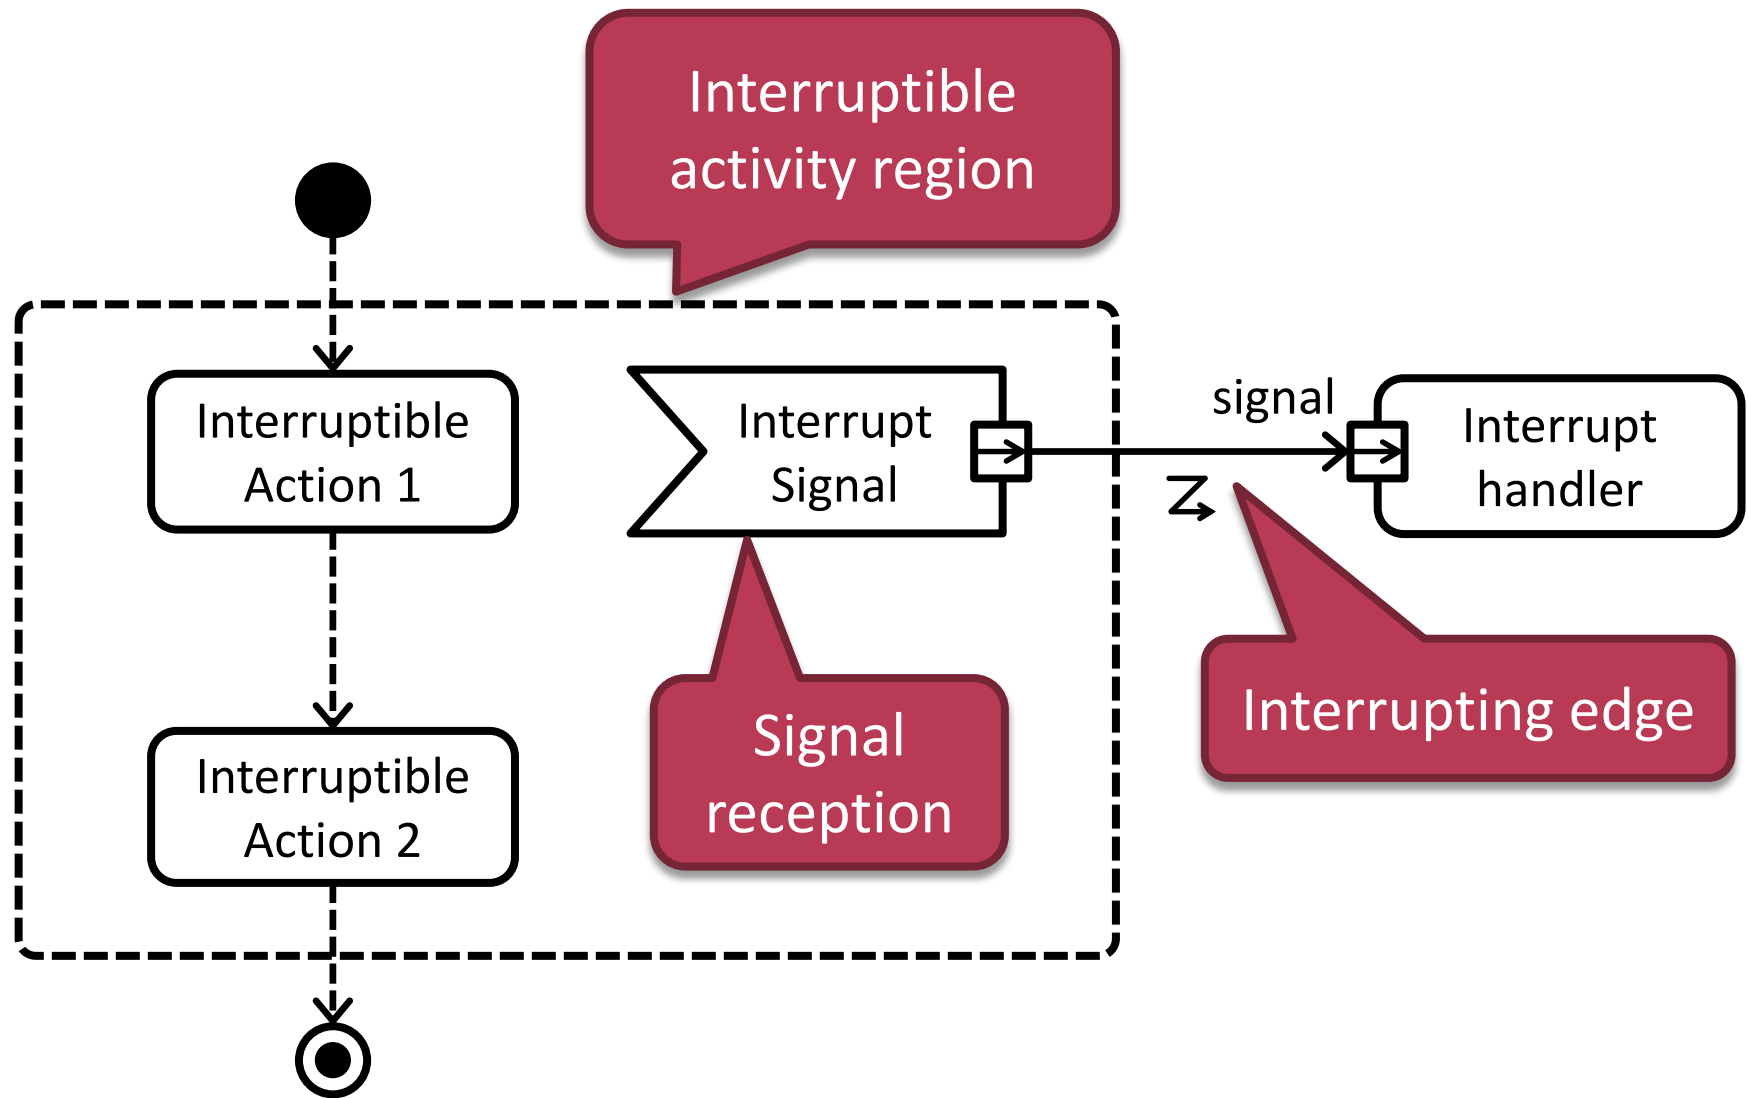 Interruptible
activity region
Interruptible
Action 1
Interrupt
Signal
signal
Interrupt
handler
Interruptible
Action 2
Signal
reception
Interrupting edge